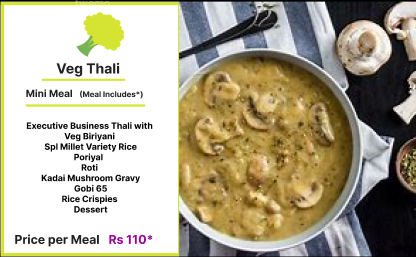 Veg Thali
Mini Meal (Meal Includes*)
Executive Business Thali with
Veg Biriyani
Spl Millet Variety Rice
Poriyal
Roti
Kadai Mushroom Gravy
Gobi 65
Rice Crispies
Dessert
Price per Meal Rs 110*